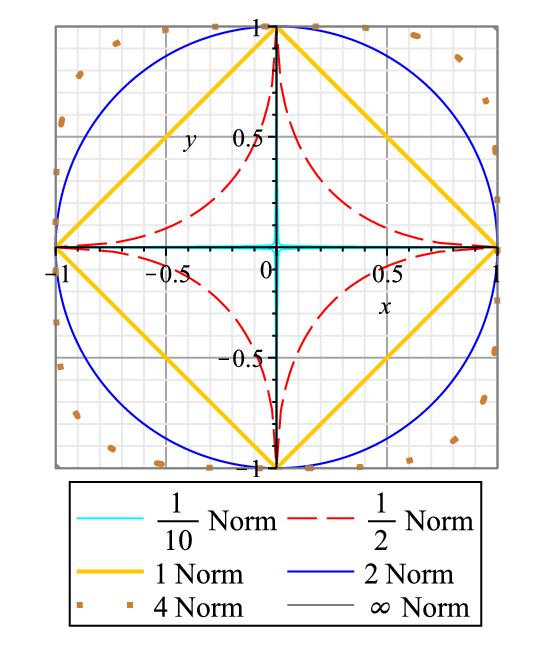 1
y
0.5
−1
−0.5
0
0.5
1
x
−0.5
−1
1/10 Norm
1/2 Norm
1 Norm
2 Norm
4 Norm
∞ Norm